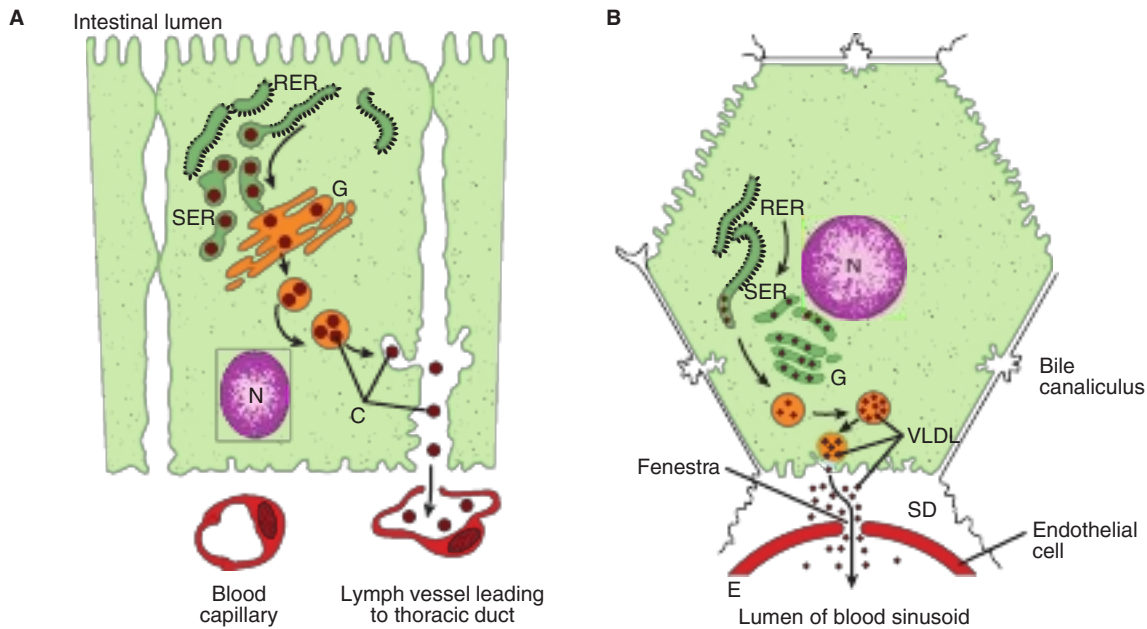 A
Intestinal lumen
RER
G
SER
N
C
Blood
capillary
Lymph vessel leading
to thoracic duct
B
RER
N
SER
G
Bile
canaliculus
VLDL
Fenestra
SD
Endothelial
cell
E
Lumen of blood sinusoid